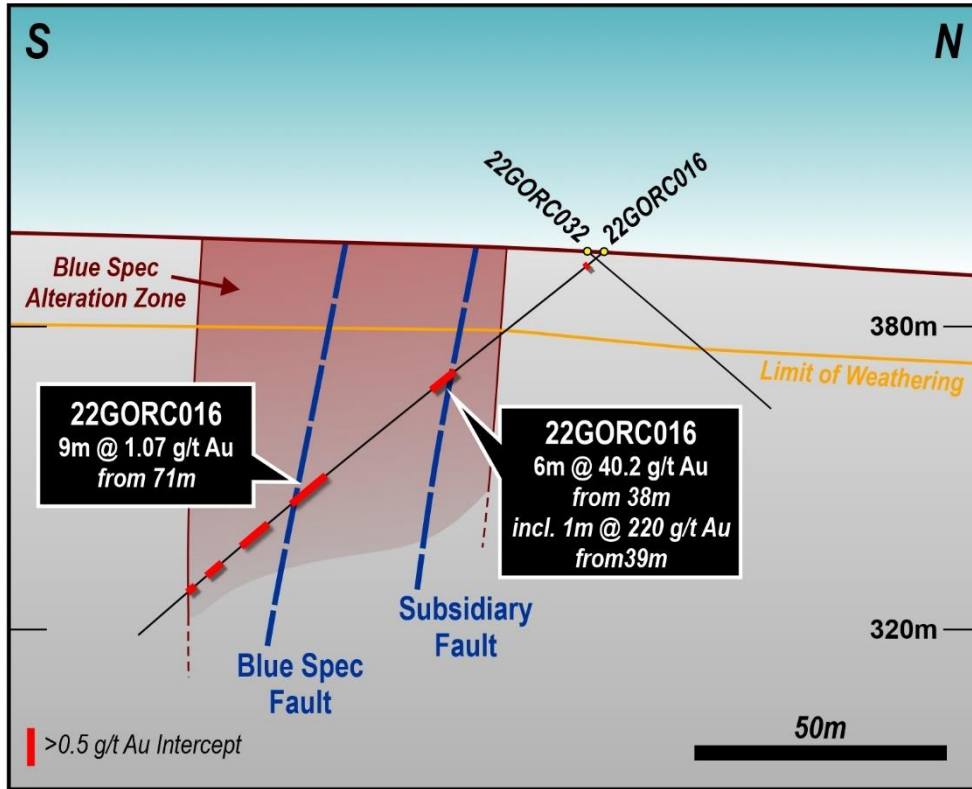 S
N
22GORC032
22GORC016
Blue Spec
Alteration Zone
380m
Limit of Weathering
22GORC016
9m @ 1.07 g/t Au
from 71m
22GORC016
6m @ 40.2 g/t Au
from 38m
incl. 1m @ 220 g/t Au
from39m
Subsidiary
Fault
320m
Blue Spec
Fault
>0.5 g/t Au Intercept
50m